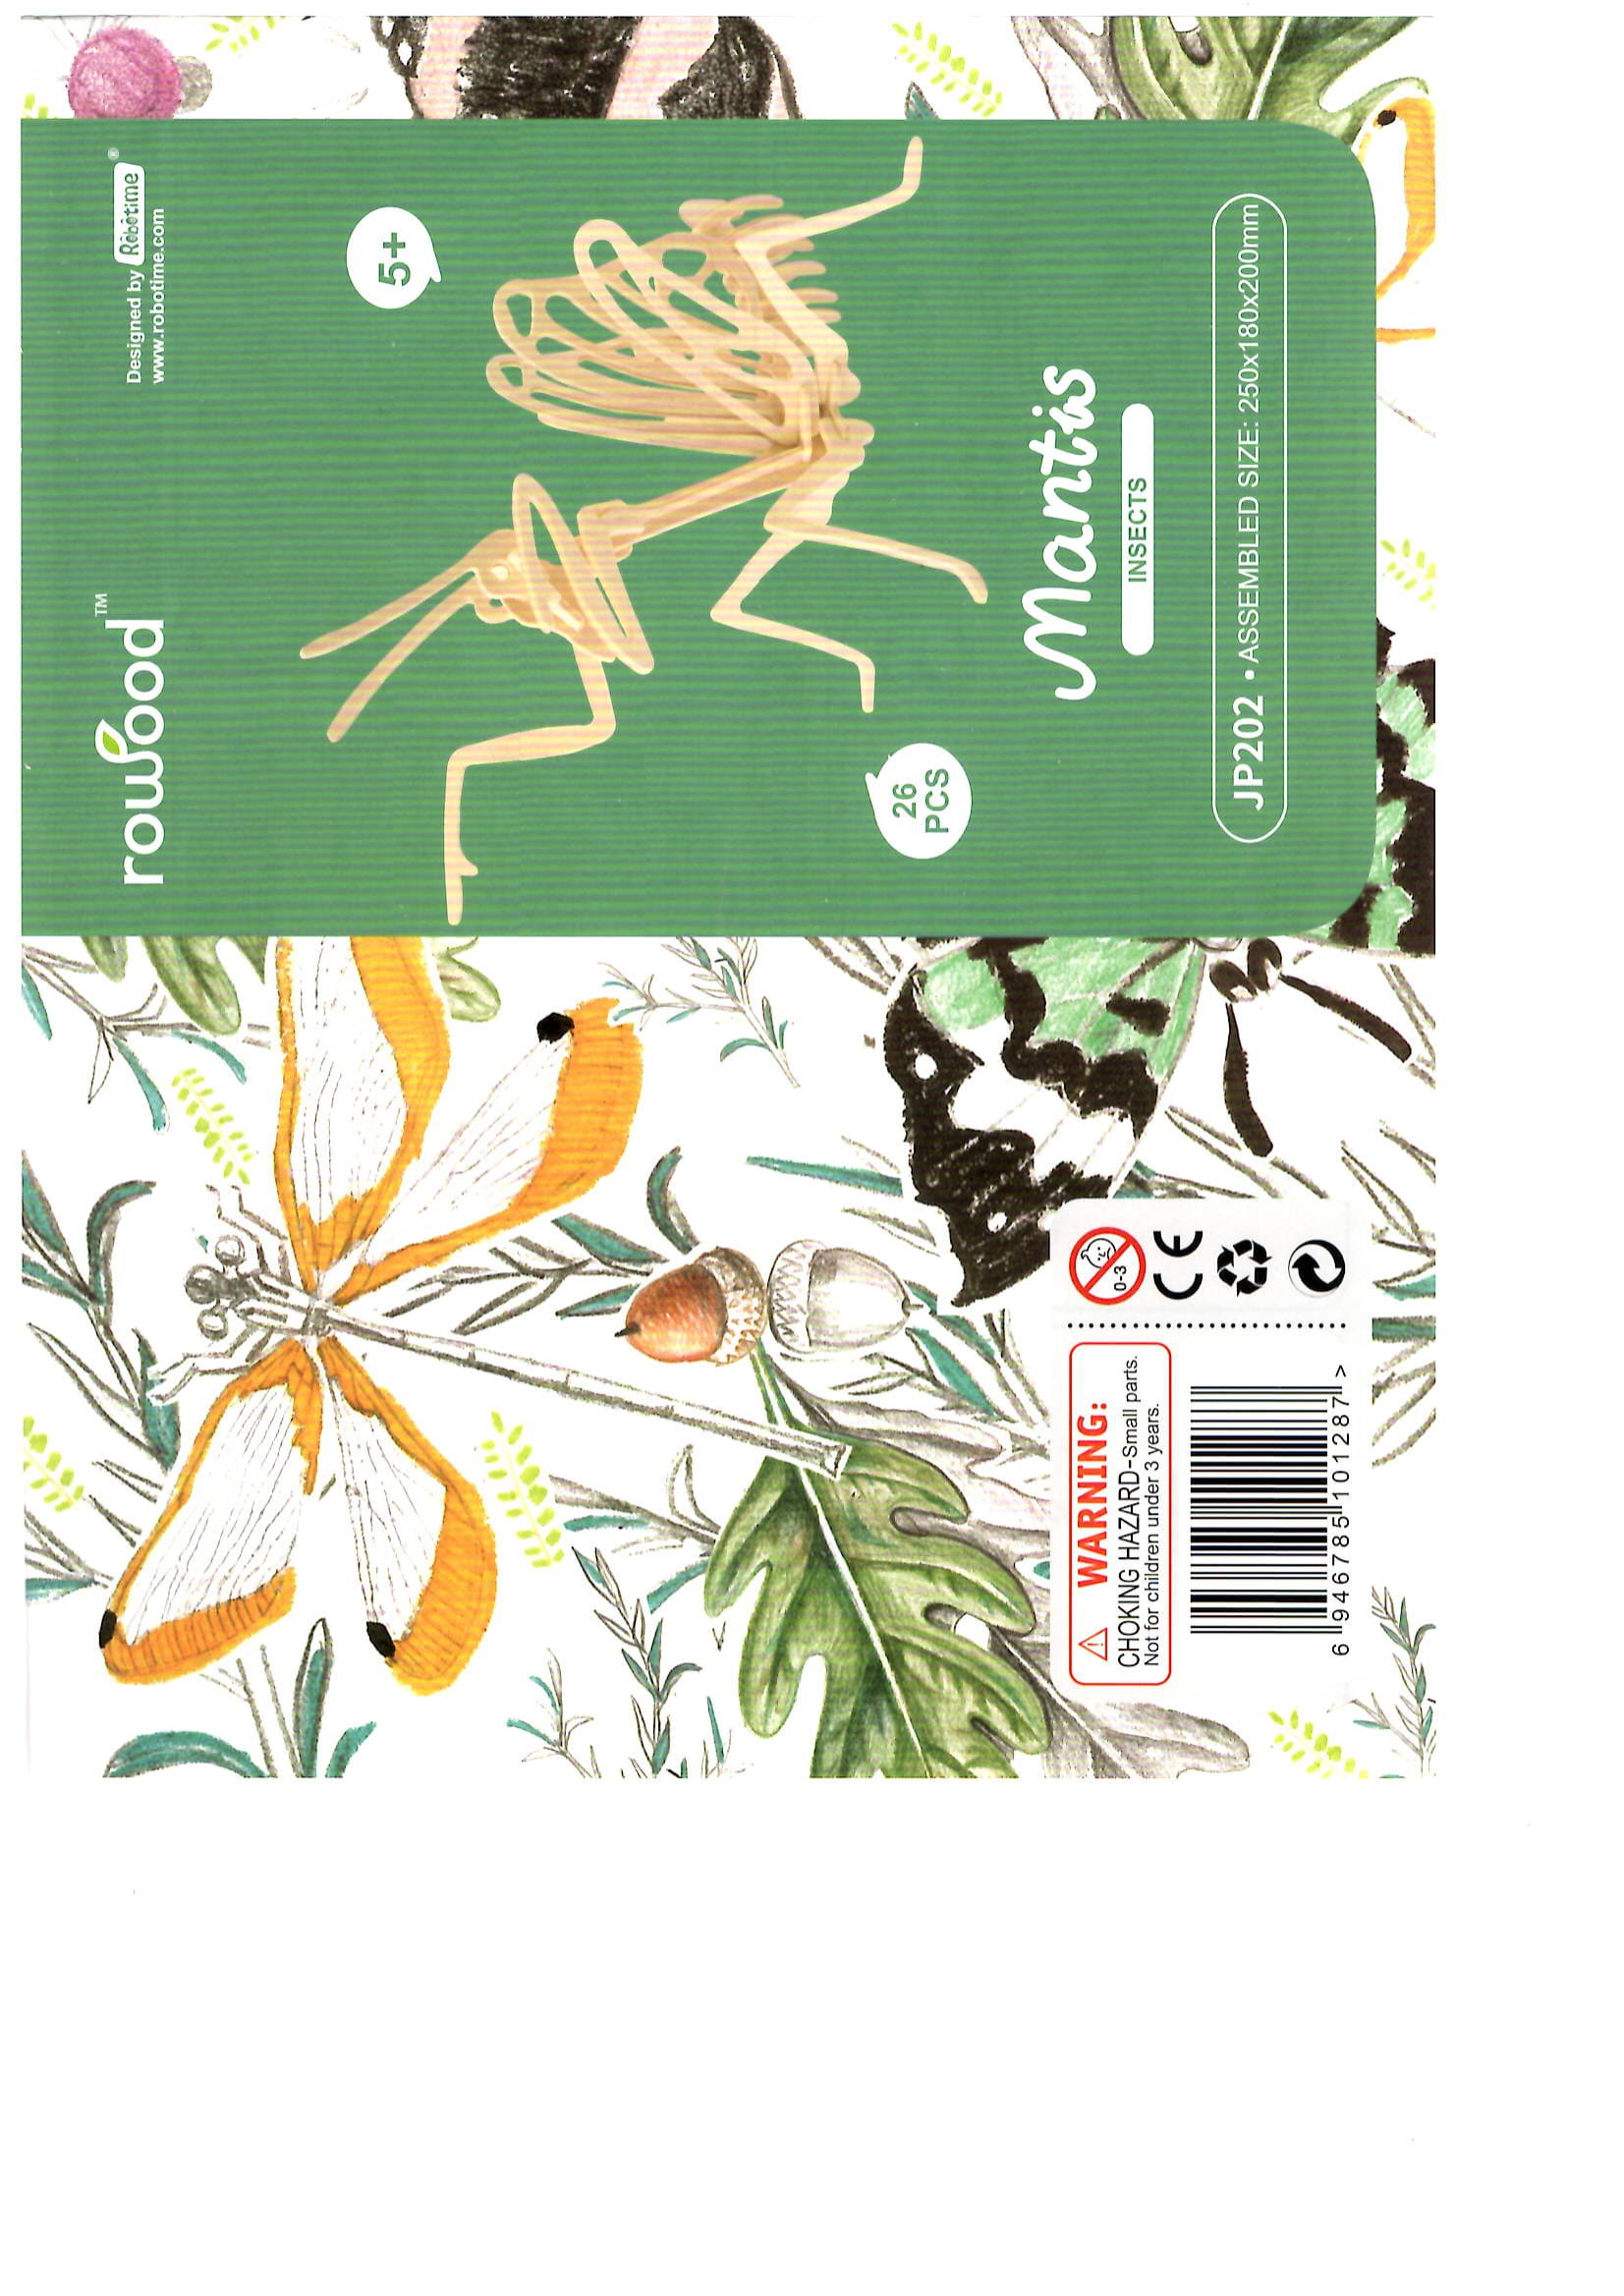 rowood™
Designed by Robotime®
www.robotime.com
5+
26
PCS
Mantis
INSECTS
JP202 • ASSEMBLED SIZE: 250x180x200mm
0-3
CE
WARNING:
CHOKING HAZARD-Small parts.
Not for children under 3 years.
6 946785 101287 >